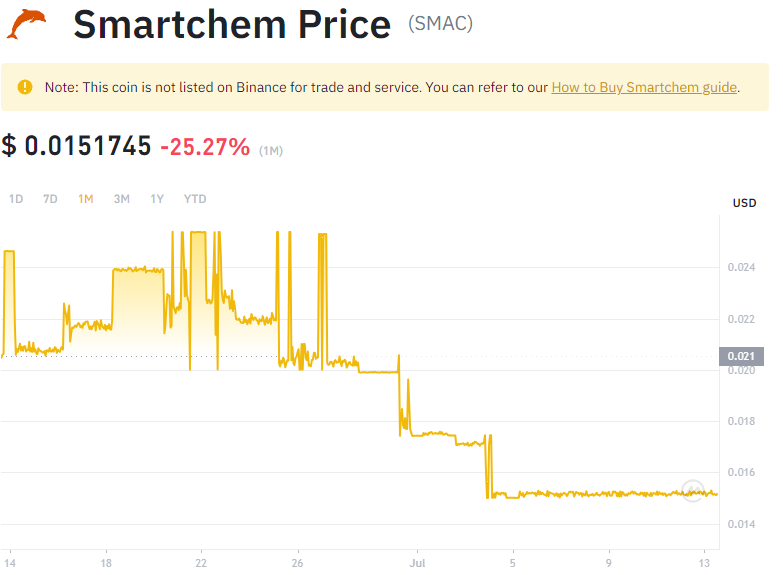 Smartchem Price (SMAC)
Note: This coin is not listed on Binance for trade and service. You can refer to our How to Buy Smartchem guide.
$ 0.0151745 -25.27% (1M)
1D 7D 1M 3M 1Y YTD
USD
0.024
0.022
0.021
0.020
0.018
0.016
0.014
14 18 22 26 Jul 5 9 13